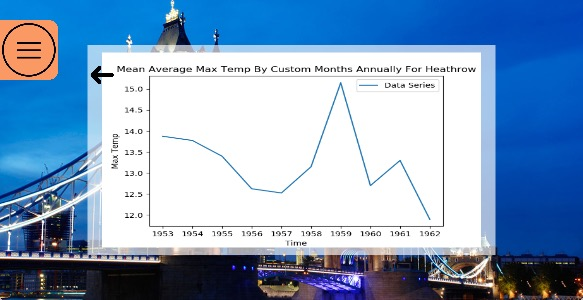 Mean Average Max Temp By Custom Months Annually For Heathrow
Data Series
15.0
14.5
14.0
13.5
13.0
12.5
12.0
Max Temp
1953 1954 1955 1956 1957 1958 1959 1960 1961 1962
Time